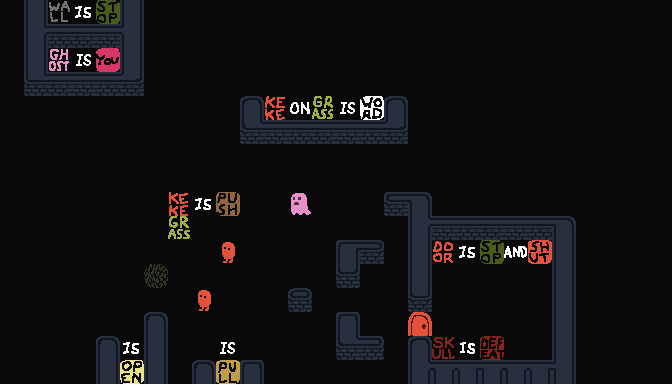 WALL IS STOP
GHOST IS YOU
KEKE ON GRASS IS WORD
KEKE IS PUSH
GRASS
DOOR IS STOP AND SHUT
SKULL IS DEFEAT
IS IS
OPEN PULL